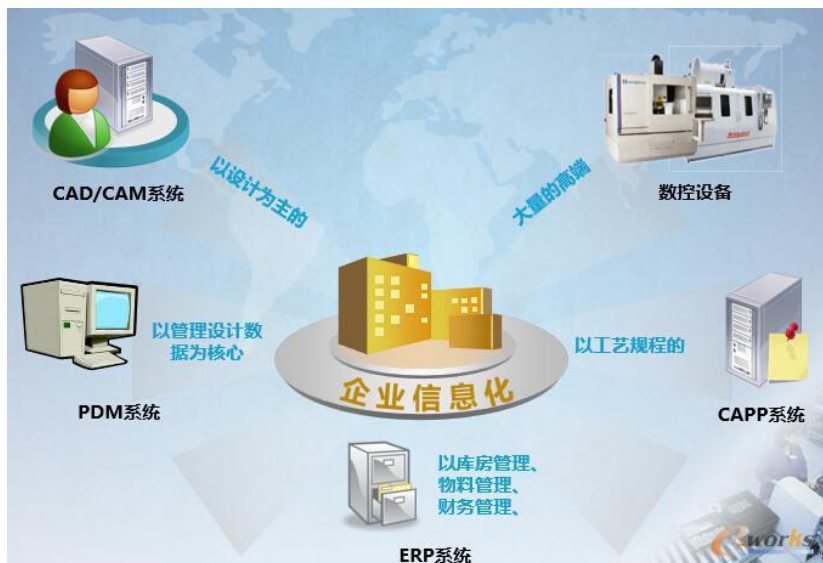 以设计为主的
大量的高端
CAD/CAM系统
数控设备
以管理设计数
据为核心
以工艺规程的
企业信息化
PDM系统
CAPP系统
以库房管理、
物料管理、
财务管理、
ERP系统
e-works